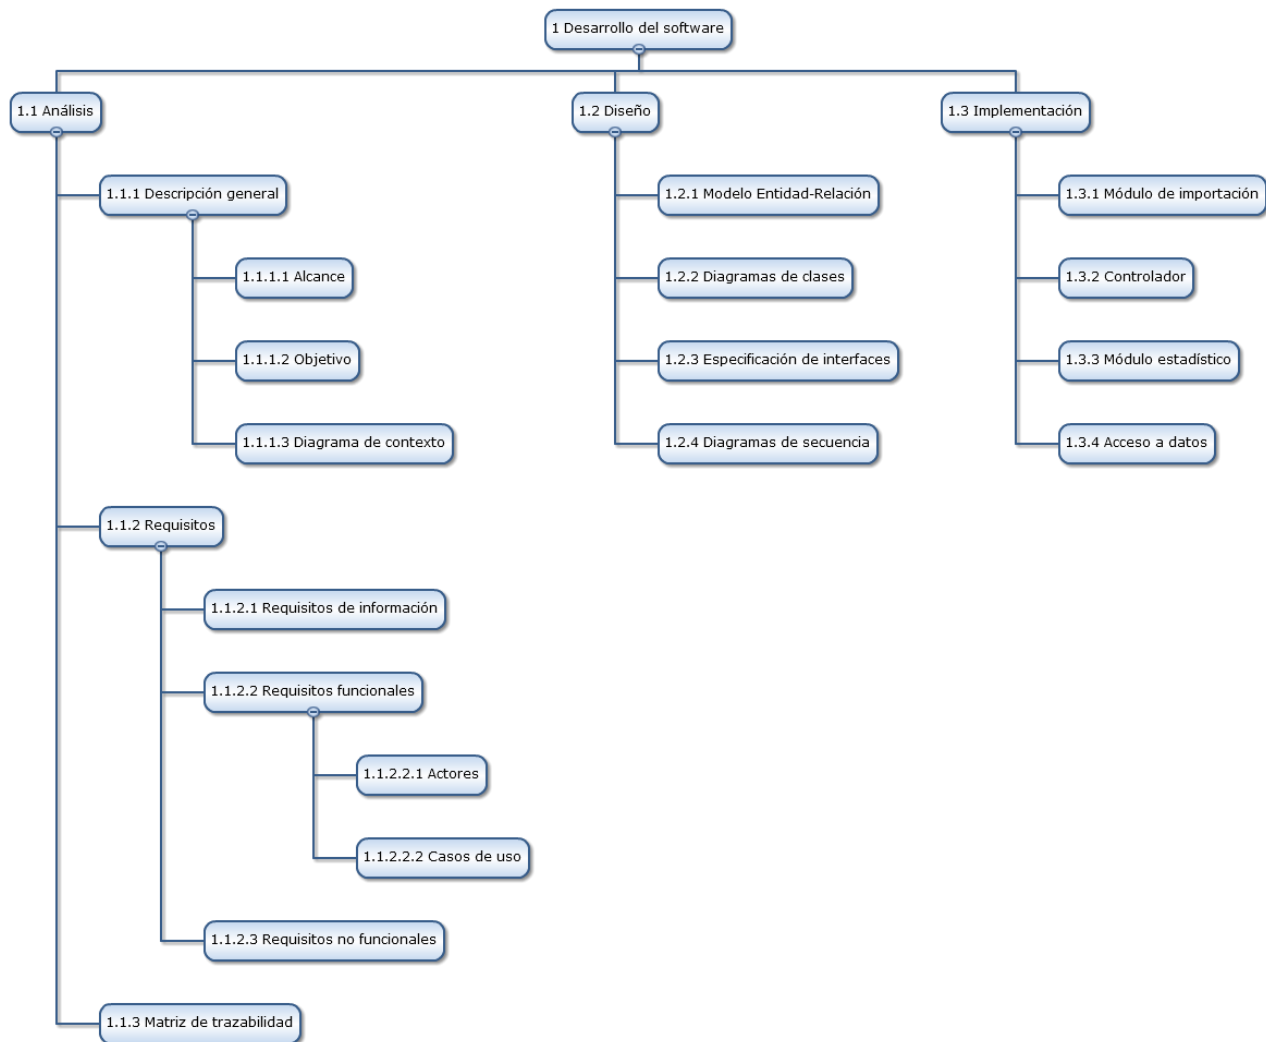 1 Desarrollo del software
1.1 Análisis
1.2 Diseño
1.3 Implementación
1.1.1 Descripción general
1.2.1 Modelo Entidad-Relación
1.3.1 Módulo de importación
1.1.1.1 Alcance
1.2.2 Diagramas de clases
1.3.2 Controlador
1.1.1.2 Objetivo
1.2.3 Especificación de interfaces
1.3.3 Módulo estadístico
1.1.1.3 Diagrama de contexto
1.2.4 Diagramas de secuencia
1.3.4 Acceso a datos
1.1.2 Requisitos
1.1.2.1 Requisitos de información
1.1.2.2 Requisitos funcionales
1.1.2.2.1 Actores
1.1.2.2.2 Casos de uso
1.1.2.3 Requisitos no funcionales
1.1.3 Matriz de trazabilidad